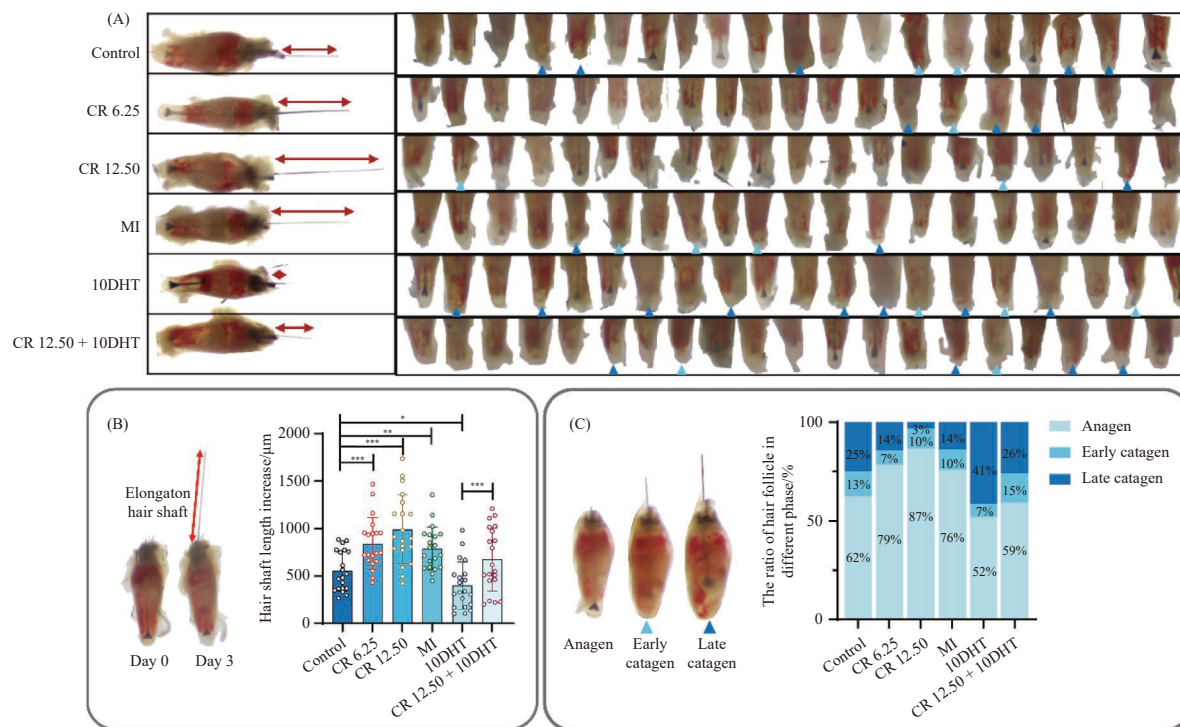 (A)
Control
CR 6.25
CR 12.50
MI
10DHT
CR 12.50 + 10DHT
(B)
Elongaton
hair shaft
Day 0
Day 3
Hair shaft length increase/μm
2000
1500
1000
500
0
*
**
***
***
***
Control
CR 6.25
CR 12.50
MI
10DHT
CR 12.50 + 10DHT
(C)
Anagen
Early
catagen
Late
catagen
The ratio of hair follicle in
different phase/%
100
50
0
25%
13%
62%
14%
7%
79%
3%
10%
87%
14%
10%
76%
41%
7%
52%
26%
15%
59%
Control
CR 6.25
CR 12.50
MI
10DHT
CR 12.50 + 10DHT
Anagen
Early catagen
Late catagen